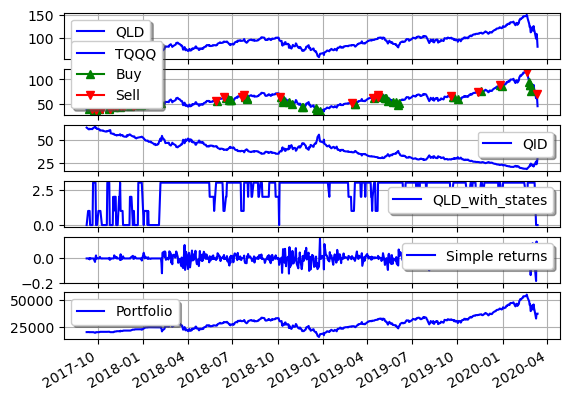 150
100
QLD
TQQQ
Buy
Sell
100
50
50
25
QID
2.5
0.0
QLD_with_states
0.0
−0.2
Simple returns
50000
25000
Portfolio
2017-10
2018-01
2018-04
2018-07
2018-10
2019-01
2019-04
2019-07
2019-10
2020-01
2020-04